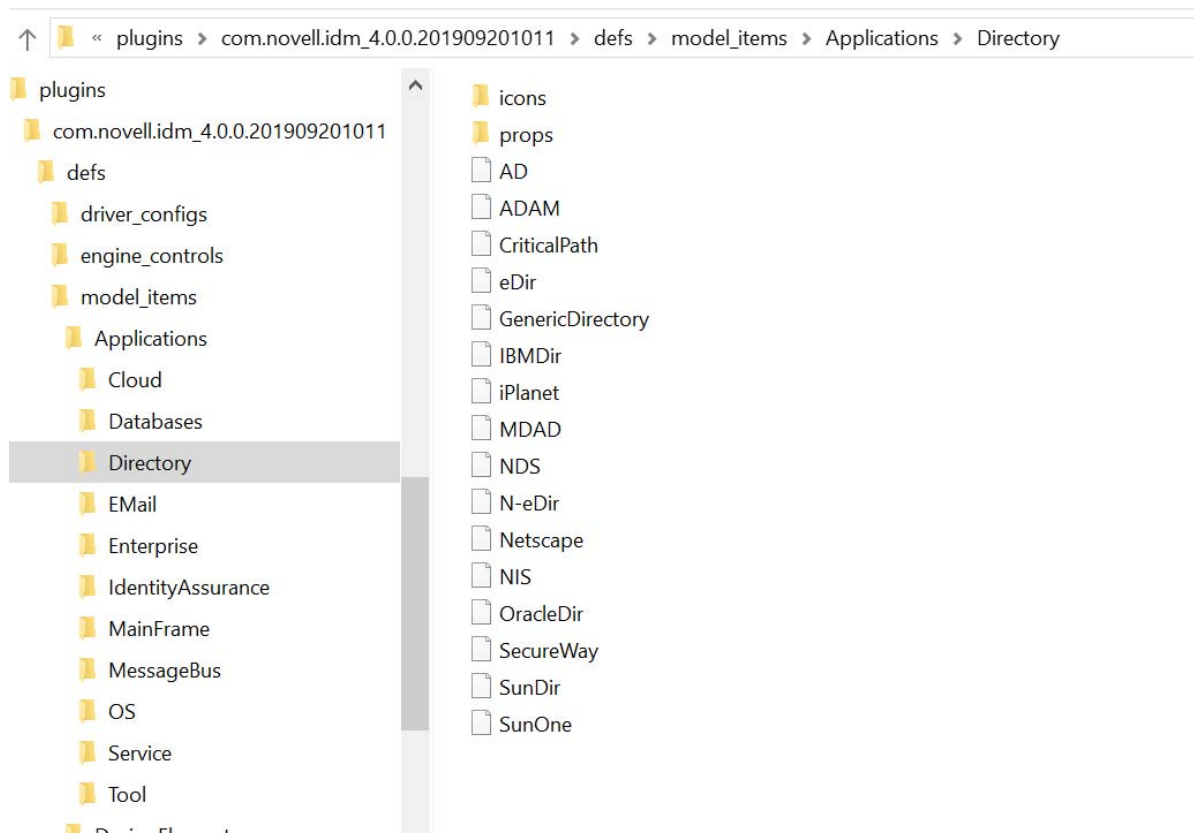 « plugins > com.novell.idm_4.0.0.201909201011 > defs > model_items > Applications > Directory
plugins
com.novell.idm_4.0.0.201909201011
defs
driver_configs
engine_controls
model_items
Applications
Cloud
Databases
Directory
EMail
Enterprise
IdentityAssurance
MainFrame
MessageBus
OS
Service
Tool
icons
props
AD
ADAM
CriticalPath
eDir
GenericDirectory
IBMDir
iPlanet
MDAD
NDS
N-eDir
Netscape
NIS
OracleDir
SecureWay
SunDir
SunOne